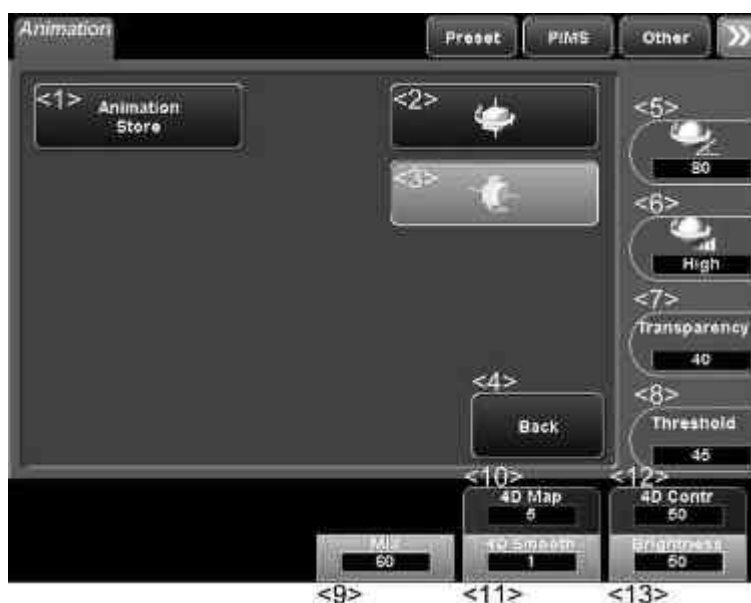 Animation
Preset
PIMS
Other
<1>
Animation
Store
<2>
<3>
<4>
Back
<5>
80
<6>
High
<7>
Transparency
40
<8>
Threshold
45
<10>
4D Map
5
<12>
4D Contr
50
Mix
60
4D Smooth
1
Brightness
50
<9>
<11>
<13>